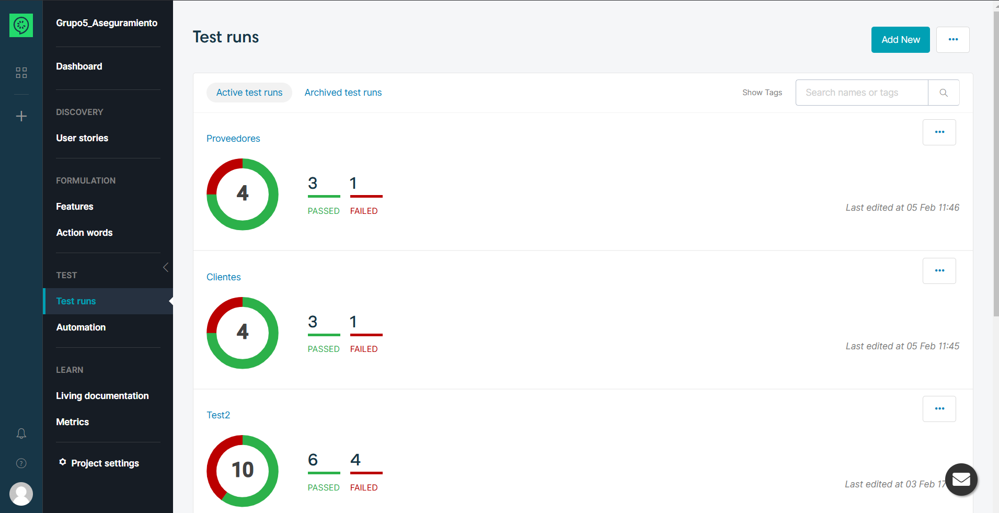 Grupo5_Aseguramiento
Dashboard
DISCOVERY
User stories
FORMULATION
Features
Action words
TEST
Test runs
Automation
LEARN
Living documentation
Metrics
Project settings
?
Test runs
Add New
Active test runs
Archived test runs
Show Tags
Search names or tags
Proveedores
4
3
1
PASSED
FAILED
Last edited at 05 Feb 11:46
Clientes
4
3
1
PASSED
FAILED
Last edited at 05 Feb 11:45
Test2
10
6
4
PASSED
FAILED
Last edited at 03 Feb 17